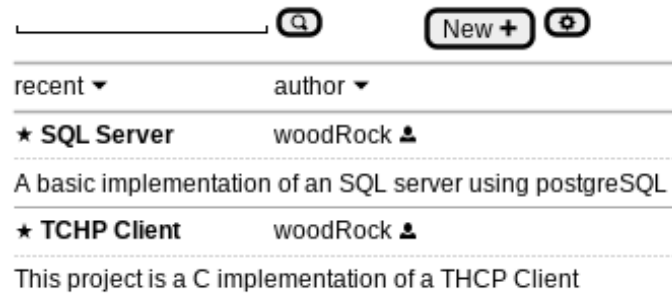 New +
recent author
SQL Server woodRock
A basic implementation of an SQL server using postgreSQL
TCHP Client woodRock
This project is a C implementation of a THCP Client